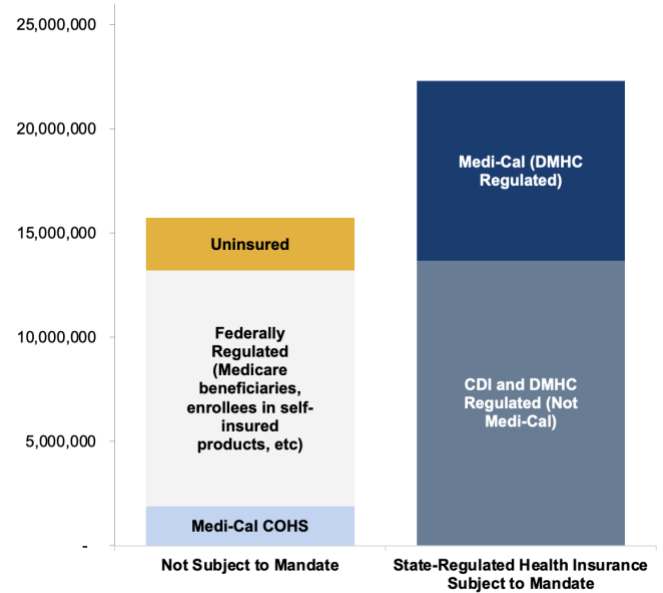 25,000,000
20,000,000
15,000,000
10,000,000
5,000,000
-
Uninsured
Federally
Regulated
(Medicare
beneficiaries,
enrollees in self-
insured
products, etc)
Medi-Cal COHS
Medi-Cal (DMHC
Regulated)
CDI and DMHC
Regulated (Not
Medi-Cal)
Not Subject to Mandate
State-Regulated Health Insurance
Subject to Mandate